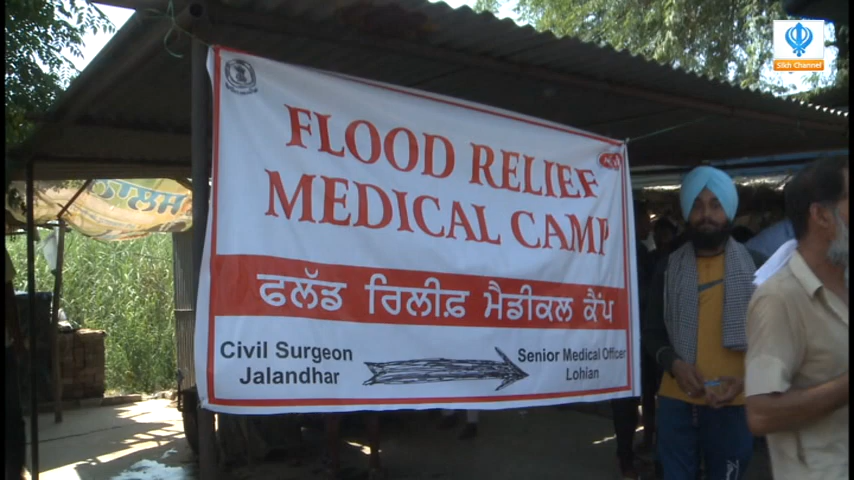 Sikh Channel
FLOOD RELIEF
MEDICAL CAMP
ਫਲੱਡ ਰਿਲੀਫ਼ ਮੈਡੀਕਲ ਕੈਂਪ
Civil Surgeon
Jalandhar
Senior Medical Officer
Lohian